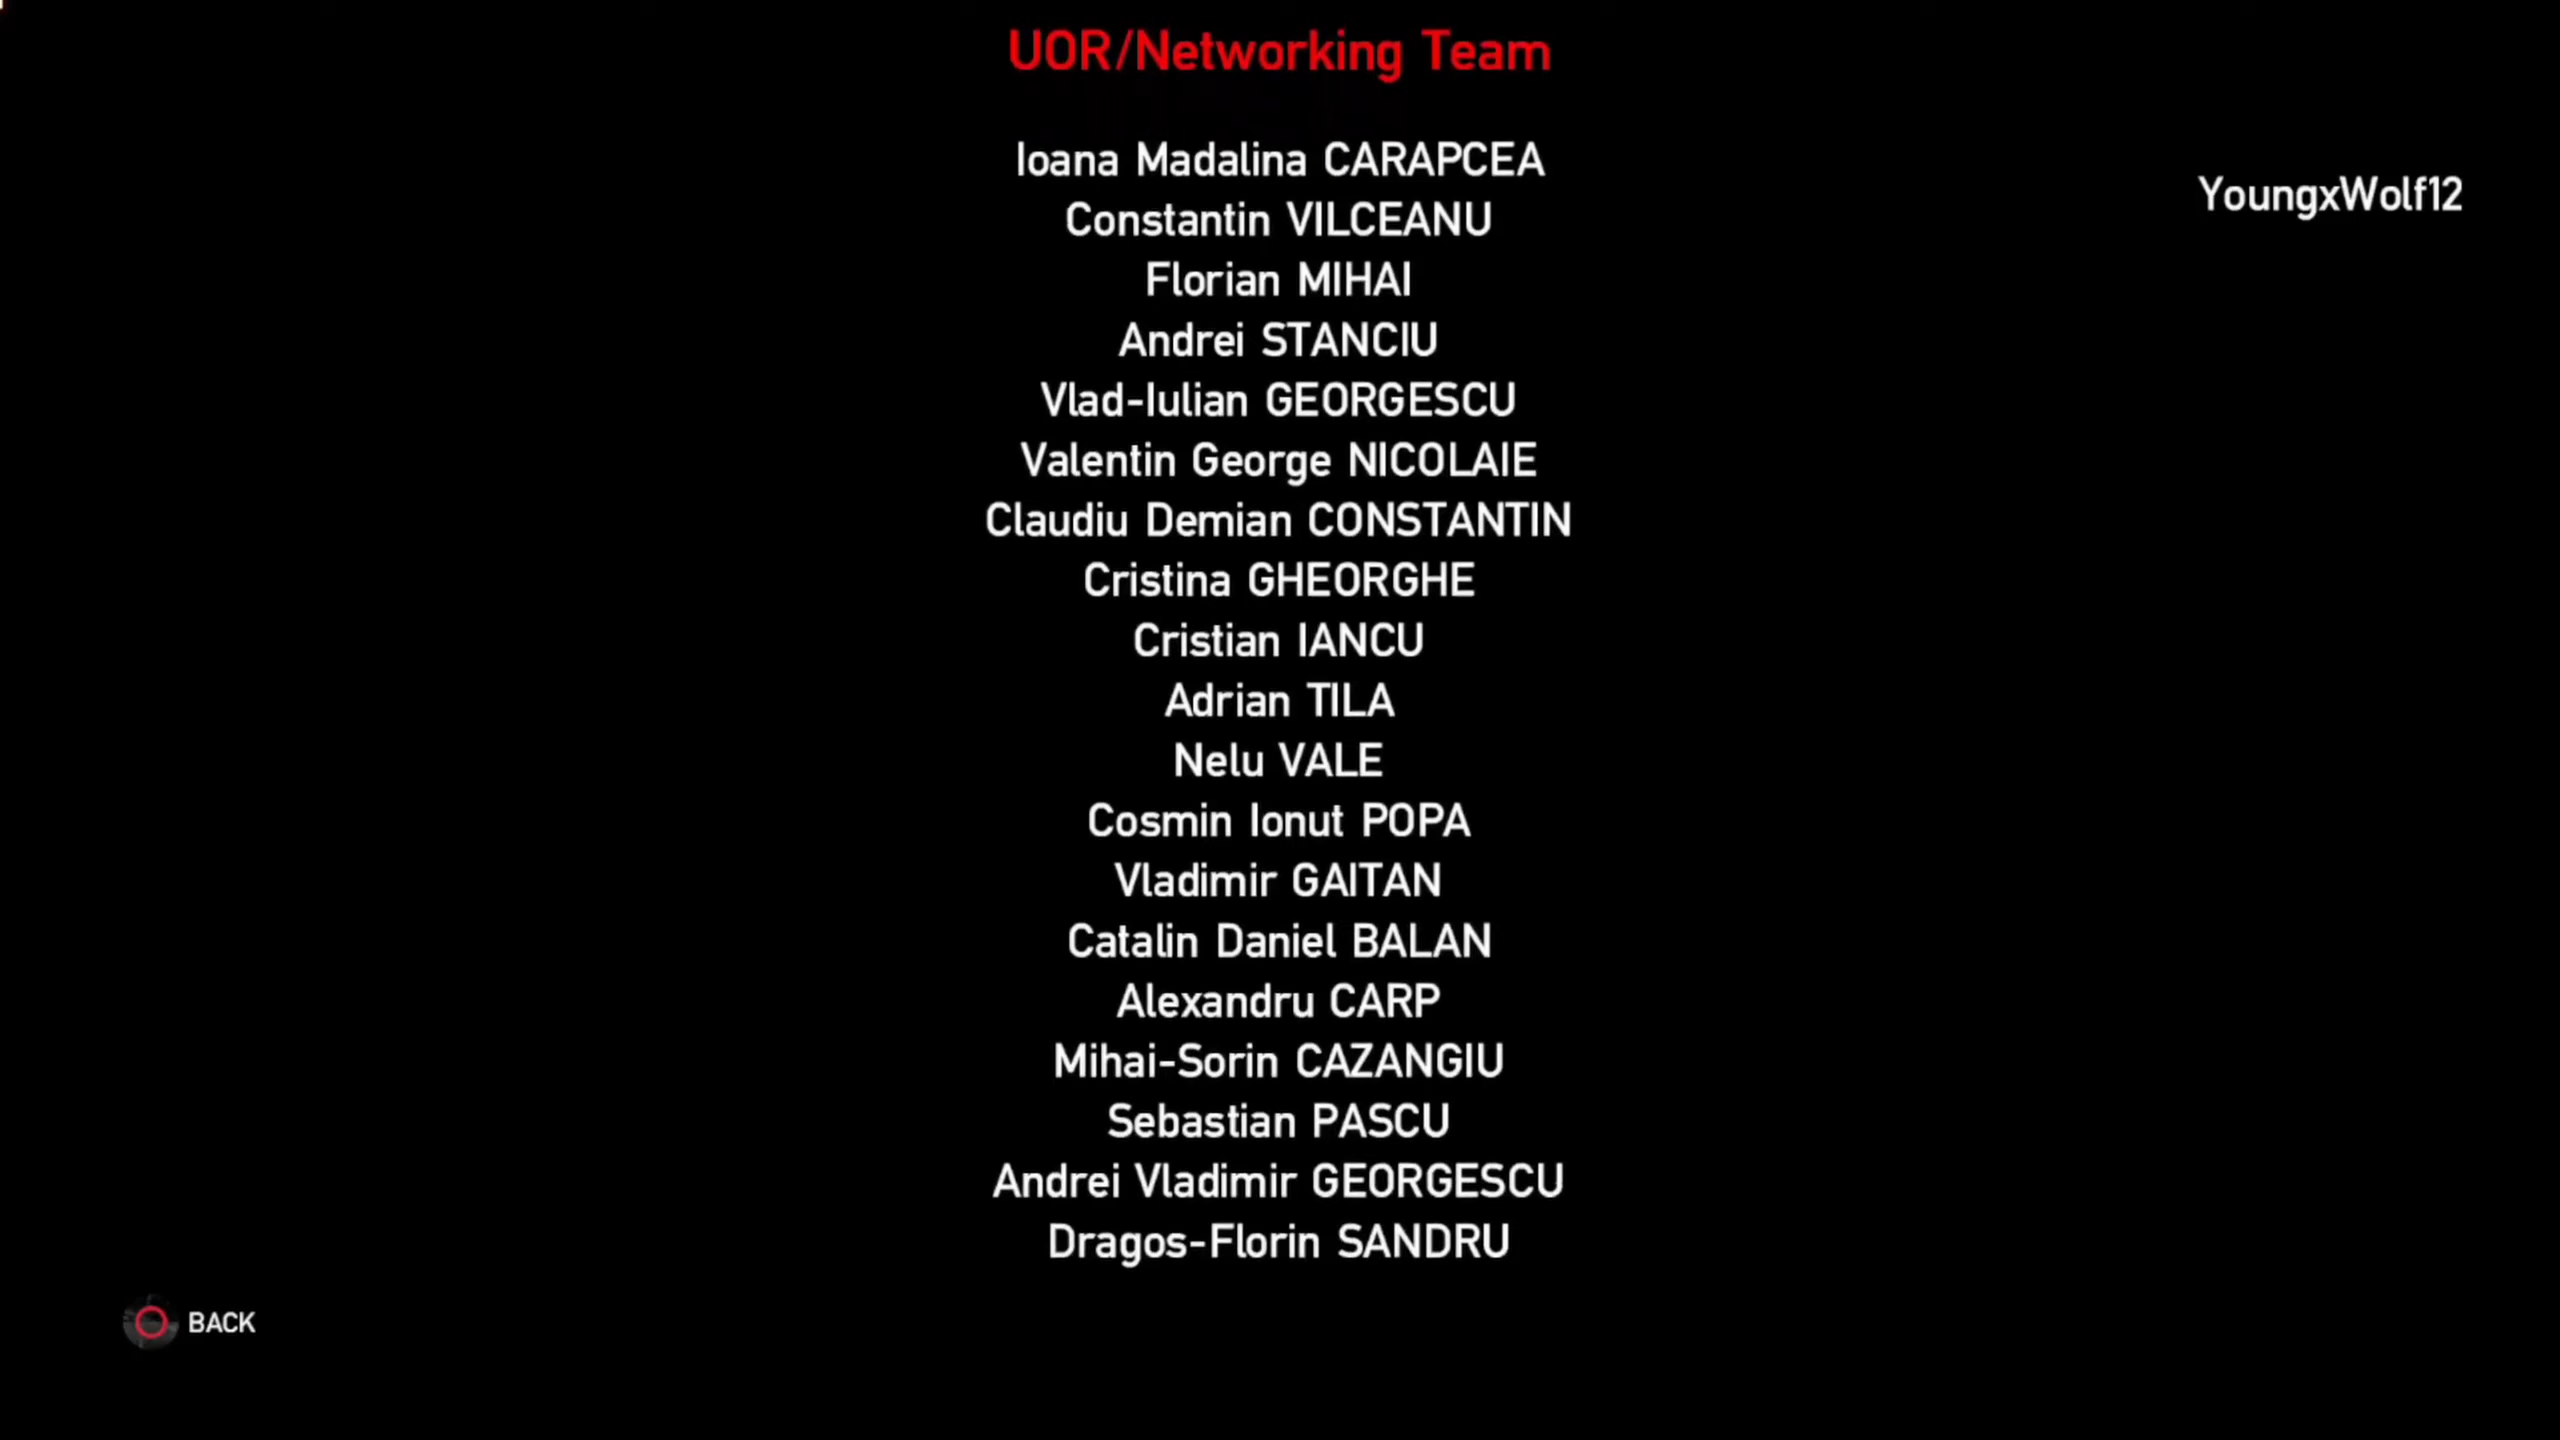 UOR/Networking Team
Ioana Madalina CARAPCEA
YoungxWolf12
Constantin VILCEANU
Florian MIHAI
Andrei STANCIU
Vlad-Iulian GEORGESCU
Valentin George NICOLAIE
Claudiu Demian CONSTANTIN
Cristina GHEORGHE
Cristian IANCU
Adrian TILA
Nelu VALE
Cosmin Ionut POPA
Vladimir GAITAN
Catalin Daniel BALAN
Alexandru CARP
Mihai-Sorin CAZANGIU
Sebastian PASCU
Andrei Vladimir GEORGESCU
Dragos-Florin SANDRU
BACK